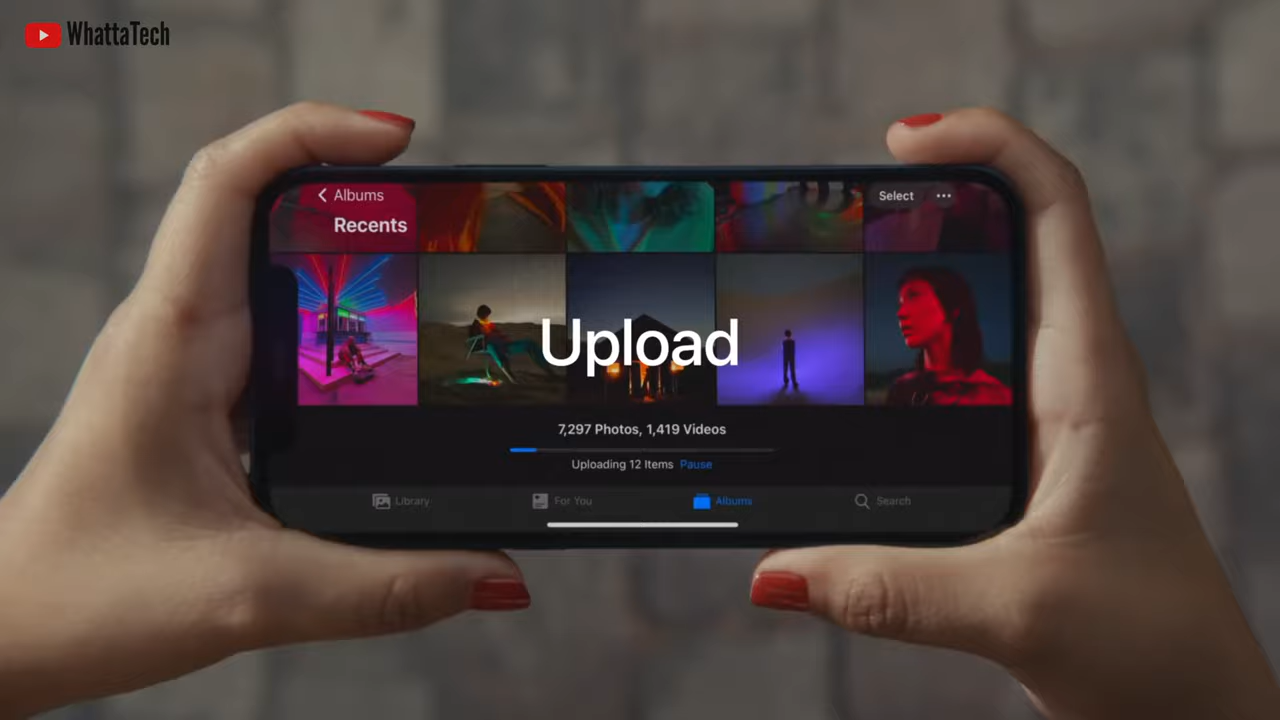 WhattaTech
Albums
Select
Recents
Upload
7,297 Photos, 1,419 Videos
Uploading 12 Items Pause
Library
For You
Albums
Search